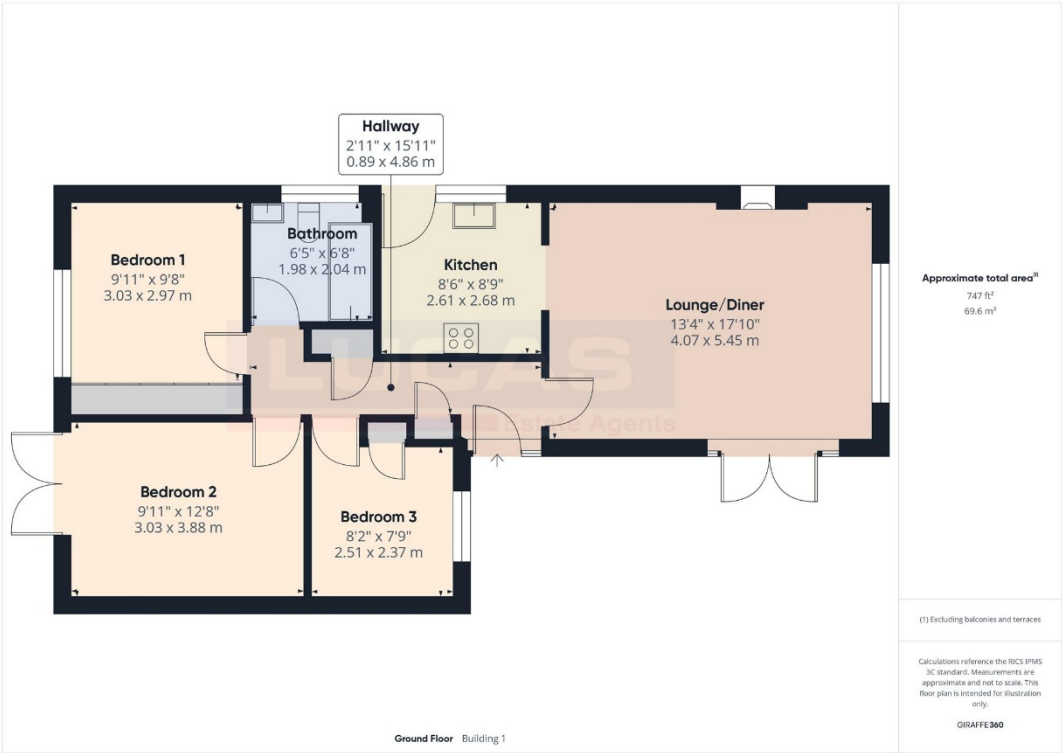 Hallway
2'11" x 15'11"
0.89 x 4.86 m
Bedroom 1
9'11" x 9'8"
3.03 x 2.97 m
Bathroom
6'5" x 6'8"
1.98 x 2.04 m
Kitchen
8'6" x 8'9"
2.61 x 2.68 m
Lounge/Diner
13'4" x 17'10"
4.07 x 5.45 m
LUCAS
Estate Agents
Bedroom 2
9'11" x 12'8"
3.03 x 3.88 m
Bedroom 3
8'2" x 7'9"
2.51 x 2.37 m
Ground Floor Building 1
Approximate total area(1)
747 ft²
69.6 m²
(1) Excluding balconies and terraces
Calculations reference the RICS IPMS
3C standard. Measurements are
approximate and not to scale. This
floor plan is intended for illustration
only.
GIRAFFE360